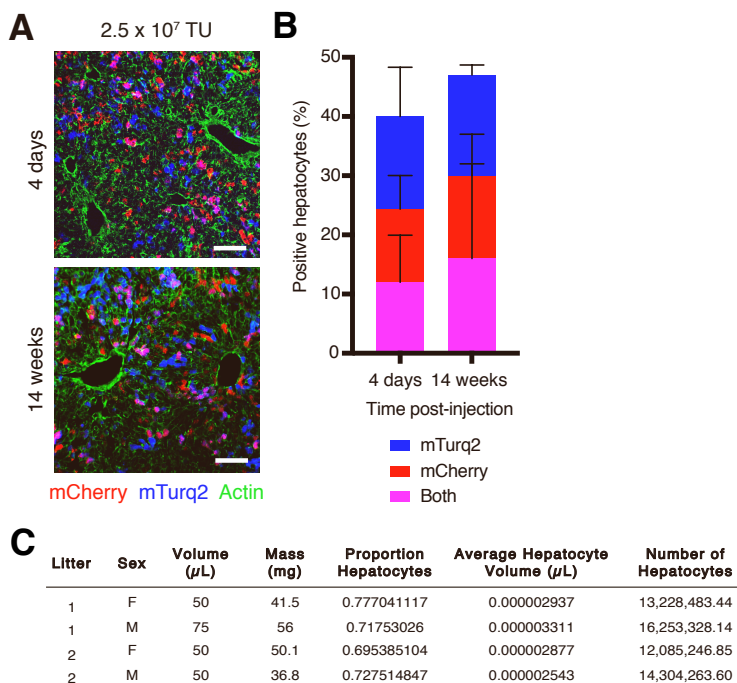 A
2.5 x 10⁷ TU
4 days
14 weeks
mCherry mTurq2 Actin
B
Positive hepatocytes (%)
50
40
30
20
10
0
4 days 14 weeks
Time post-injection
mTurq2
mCherry
Both
C
Litter Sex Volume (µL) Mass (mg) Proportion Hepatocytes Average Hepatocyte Volume (µL) Number of Hepatocytes
1 F 50 41.5 0.777041117 0.000002937 13,228,483.44
1 M 75 56 0.71753026 0.000003311 16,253,328.14
2 F 50 50.1 0.695385104 0.000002877 12,085,246.85
2 M 50 36.8 0.727514847 0.000002543 14,304,263.60